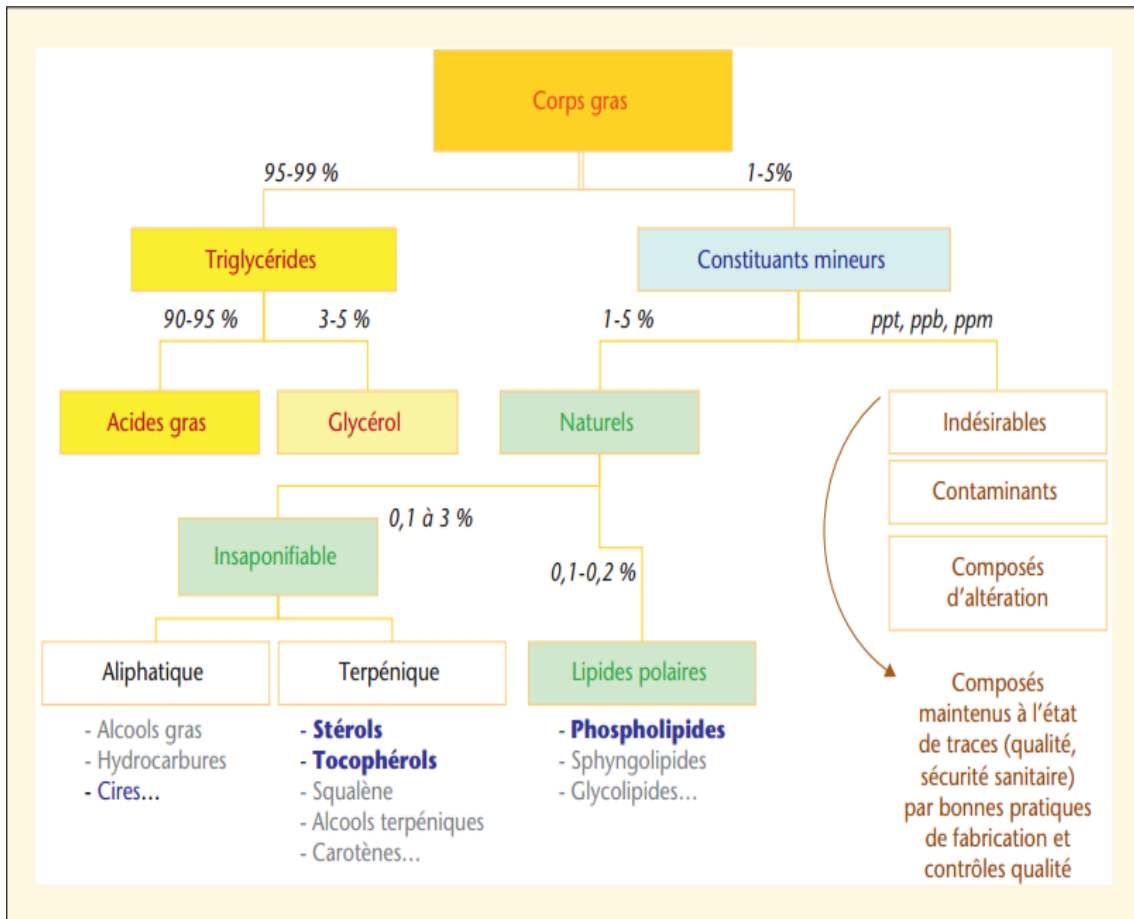 Corps gras
95-99 %
1-5%
Triglycérides
Constituants mineurs
90-95 %
3-5 %
1-5 %
ppt, ppb, ppm
Acides gras
Glycérol
Naturels
Indésirables
Contaminants
Composés
d'altération
0,1 à 3 %
Insaponifiable
0,1-0,2 %
Aliphatique
- Alcools gras
- Hydrocarbures
- Cires...
Terpénique
- Stérols
- Tocophérols
- Squalène
- Alcools terpéniques
- Carotènes...
Lipides polaires
- Phospholipides
- Sphyngolipides
- Glycolipides...
Composés
maintenus à l'état
de traces (qualité,
sécurité sanitaire)
par bonnes pratiques
de fabrication et
contrôles qualité